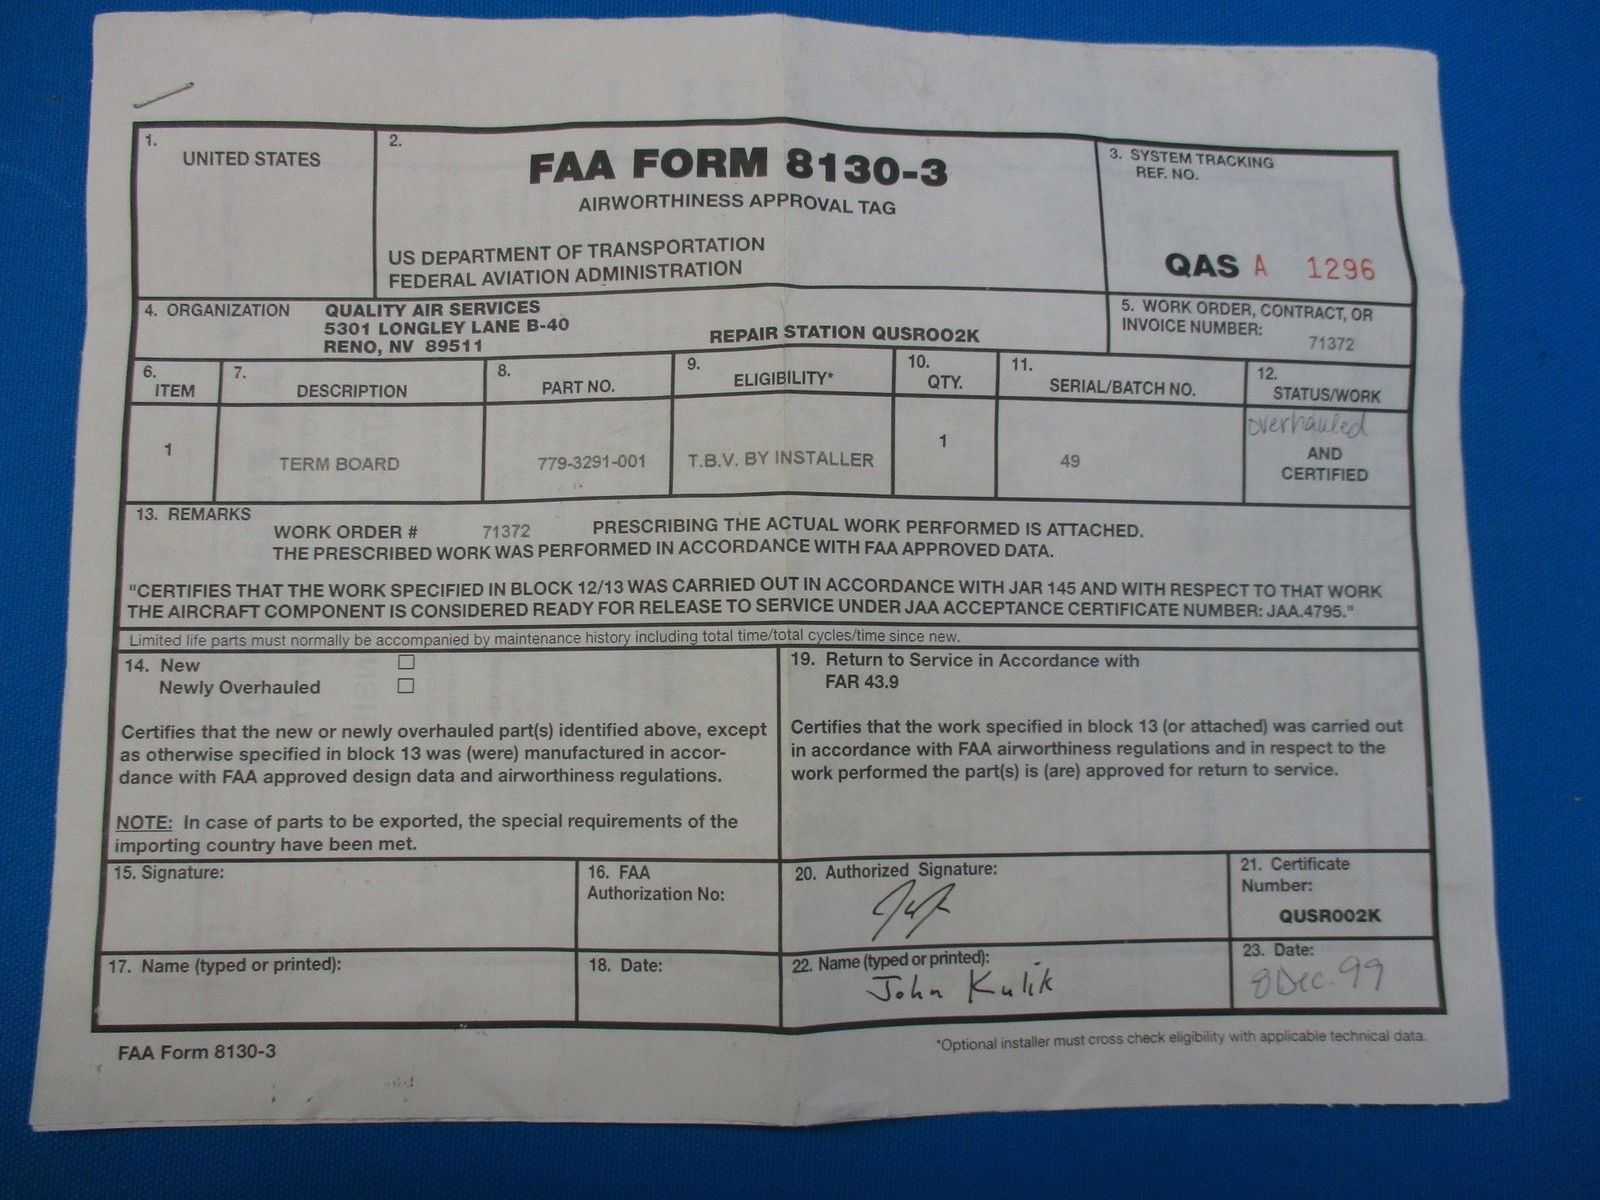 1.
UNITED STATES
2.
FAA FORM 8130-3
AIRWORTHINESS APPROVAL TAG
US DEPARTMENT OF TRANSPORTATION
FEDERAL AVIATION ADMINISTRATION
3. SYSTEM TRACKING
REF. NO.
QAS A 1296
4. ORGANIZATION QUALITY AIR SERVICES
5301 LONGLEY LANE B-40
RENO, NV 89511
REPAIR STATION QUSR002K
5. WORK ORDER, CONTRACT, OR
INVOICE NUMBER:
71372
6.
ITEM
7.
DESCRIPTION
8.
PART NO.
9.
ELIGIBILITY*
10.
QTY.
11.
SERIAL/BATCH NO.
12.
STATUS/WORK
1
TERM BOARD
779-3291-001
T.B.V. BY INSTALLER
1
49
overhauled
AND
CERTIFIED
13. REMARKS
WORK ORDER # 71372 PRESCRIBING THE ACTUAL WORK PERFORMED IS ATTACHED.
THE PRESCRIBED WORK WAS PERFORMED IN ACCORDANCE WITH FAA APPROVED DATA.
"CERTIFIES THAT THE WORK SPECIFIED IN BLOCK 12/13 WAS CARRIED OUT IN ACCORDANCE WITH JAR 145 AND WITH RESPECT TO THAT WORK
THE AIRCRAFT COMPONENT IS CONSIDERED READY FOR RELEASE TO SERVICE UNDER JAA ACCEPTANCE CERTIFICATE NUMBER: JAA.4795."
Limited life parts must normally be accompanied by maintenance history including total time/total cycles/time since new.
14. New
Newly Overhauled
Certifies that the new or newly overhauled part(s) identified above, except
as otherwise specified in block 13 was (were) manufactured in accor-
dance with FAA approved design data and airworthiness regulations.
NOTE: In case of parts to be exported, the special requirements of the
importing country have been met.
19. Return to Service in Accordance with
FAR 43.9
Certifies that the work specified in block 13 (or attached) was carried out
in accordance with FAA airworthiness regulations and in respect to the
work performed the part(s) is (are) approved for return to service.
15. Signature:
16. FAA
Authorization No:
20. Authorized Signature:
21. Certificate
Number:
QUSR002K
17. Name (typed or printed):
18. Date:
22. Name (typed or printed):
John Kulik
23. Date:
8 Dec. 99
FAA Form 8130-3
*Optional installer must cross check eligibility with applicable technical data.